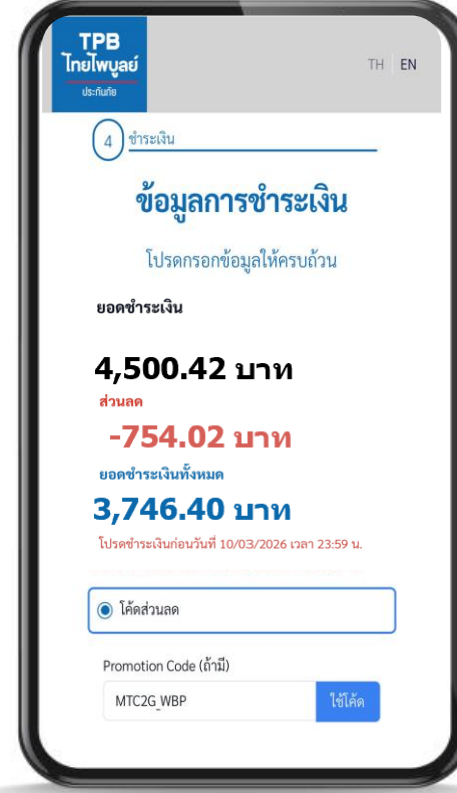 TPB
ไทยไพบูลย์
ประกันภัย
TH EN
4 ชำระเงิน
ข้อมูลการชำระเงิน
โปรดกรอกข้อมูลให้ครบถ้วน
ยอดชำระเงิน
4,500.42 บาท
ส่วนลด
-754.02 บาท
ยอดชำระเงินทั้งหมด
3,746.40 บาท
โปรดชำระเงินก่อนวันที่ 10/03/2026 เวลา 23:59 น.
โค้ดส่วนลด
Promotion Code (ถ้ามี)
MTC2G_WBP ใช้โค้ด